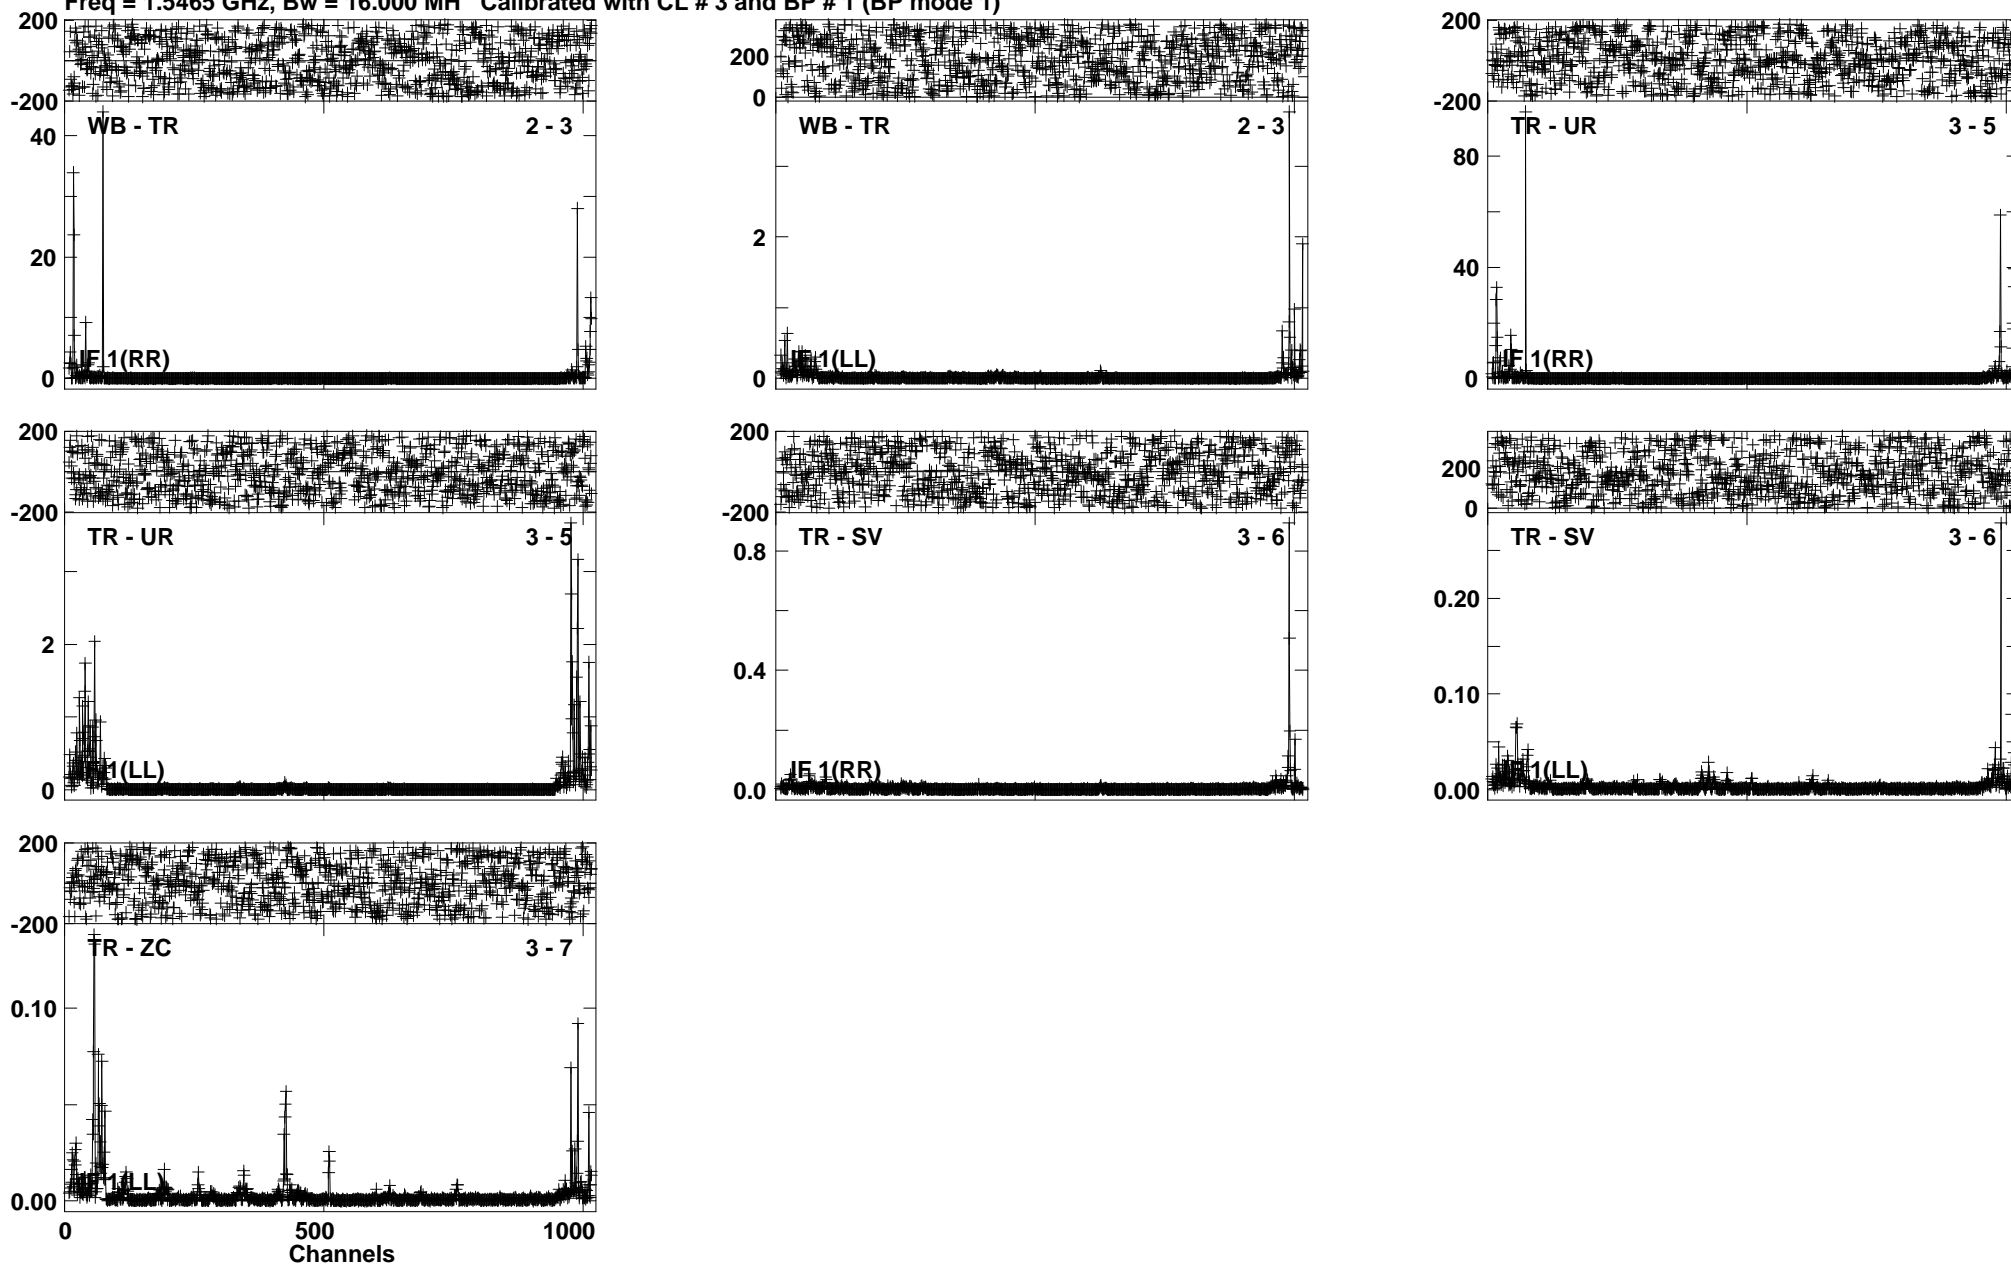 Freq = 1.5465 GHz, Bw = 16.000 MH Calibrated with CL # 3 and BP # 1 (BP mode 1)
200
-200
WB - TR
2 - 3
40
20
0
IF 1(RR)
200
0
WB - TR
2 - 3
2
0
IF 1(LL)
200
-200
TR - UR
3 - 5
80
40
0
IF 1(RR)
200
-200
TR - UR
3 - 5
2
0
IF 1(LL)
200
-200
TR - SV
3 - 6
0.8
0.4
0.0
IF 1(RR)
200
0
TR - SV
3 - 6
0.20
0.10
0.00
IF 1(LL)
200
-200
TR - ZC
3 - 7
0.10
0.00
IF 1(LL)
0
500
1000
Channels